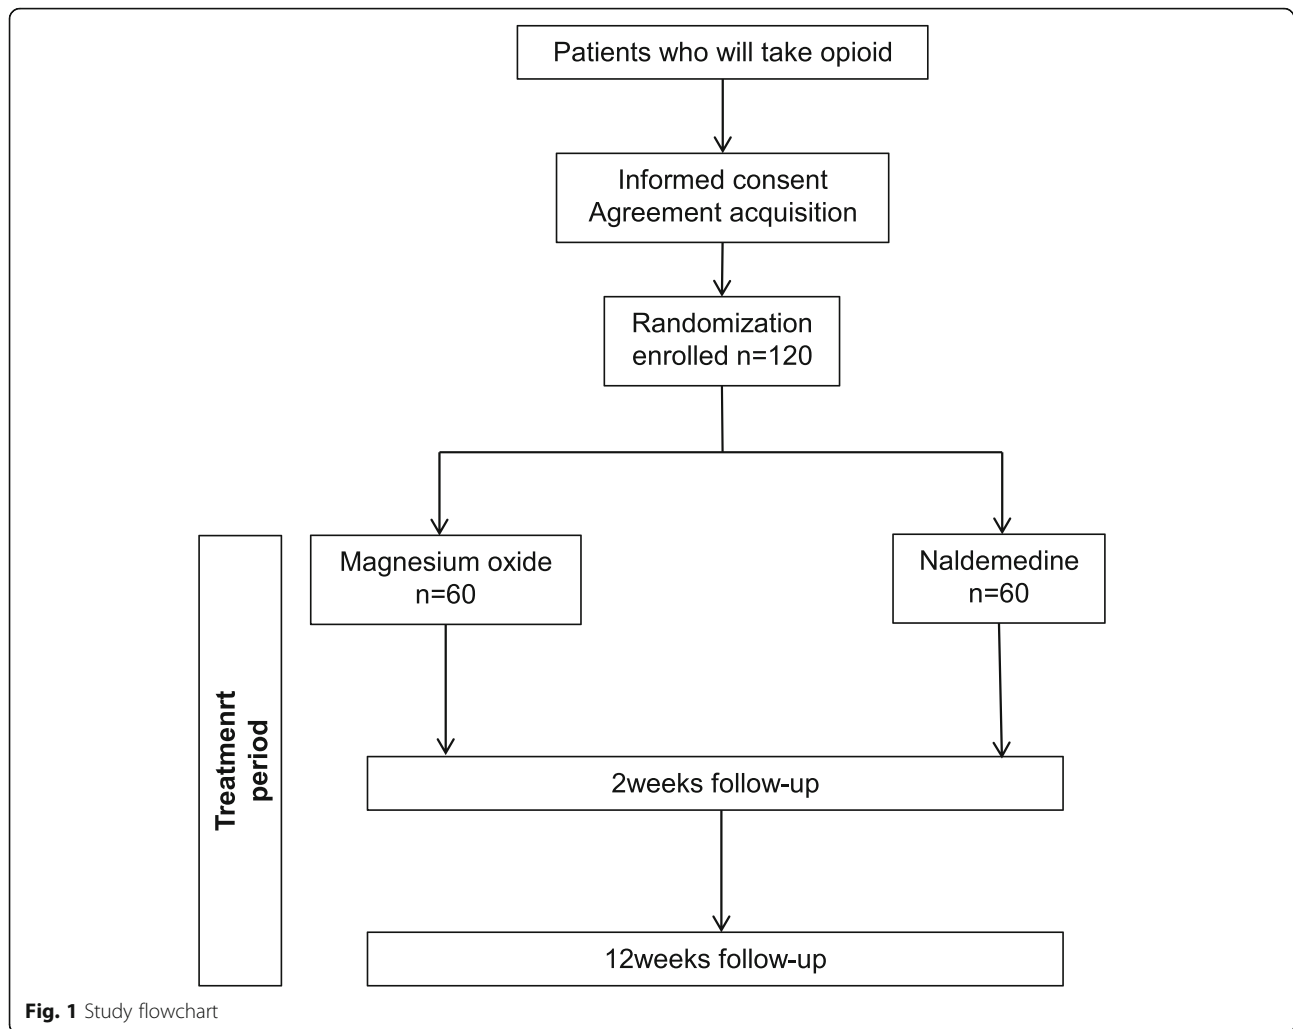 Patients who will take opioid
Informed consent
Agreement acquisition
Randomization
enrolled n=120
Magnesium oxide
n=60
Naldemedine
n=60
Treatmenrt
period
2weeks follow-up
12weeks follow-up
Fig. 1 Study flowchart